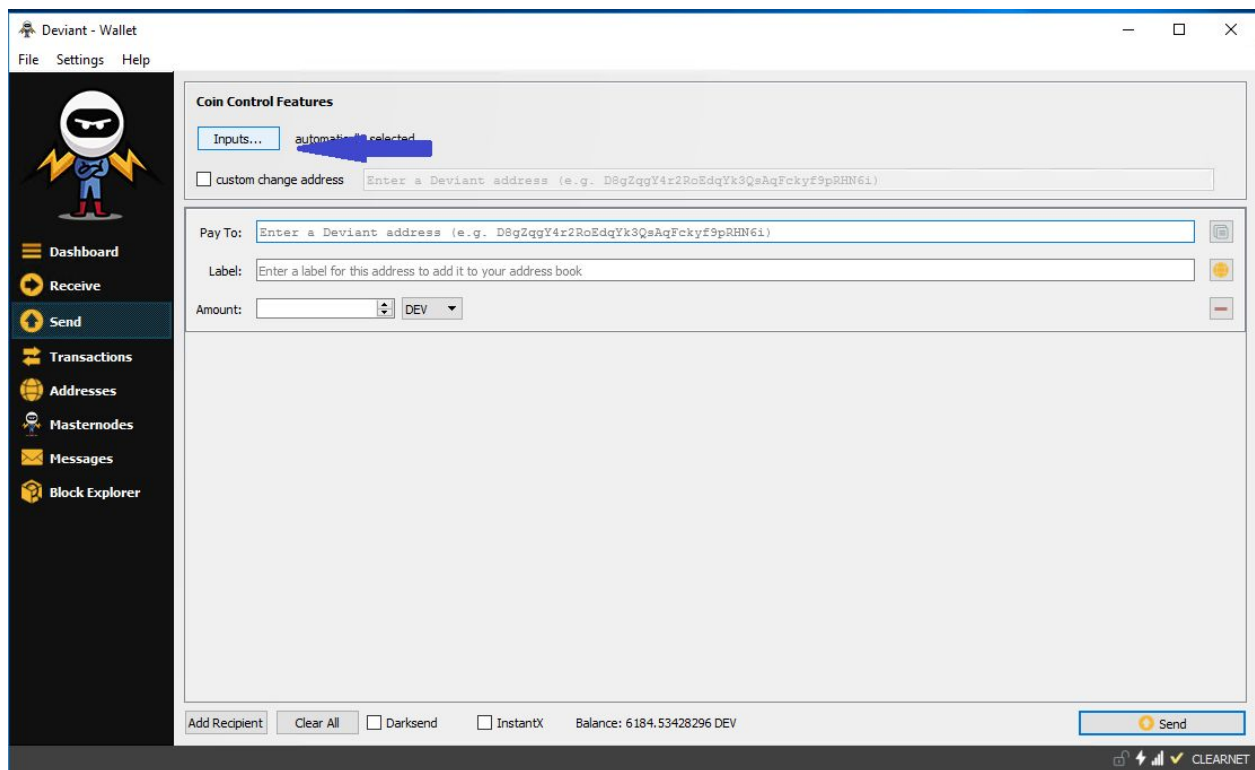 Deviant - Wallet
File Settings Help
Coin Control Features
Inputs... selected
custom change address Enter a Deviant address (e.g. D8gZqgY4r2RoEdqYk3QsAqFckyf9pRHN6i)
Pay To: Enter a Deviant address (e.g. D8gZqgY4r2RoEdqYk3QsAqFckyf9pRHN6i)
Label: Enter a label for this address to add it to your address book
Amount: DEV
Dashboard
Receive
Send
Transactions
Addresses
Masternodes
Messages
Block Explorer
Add Recipient Clear All Darksend InstantX Balance: 6184.53428296 DEV Send
CLEARNET